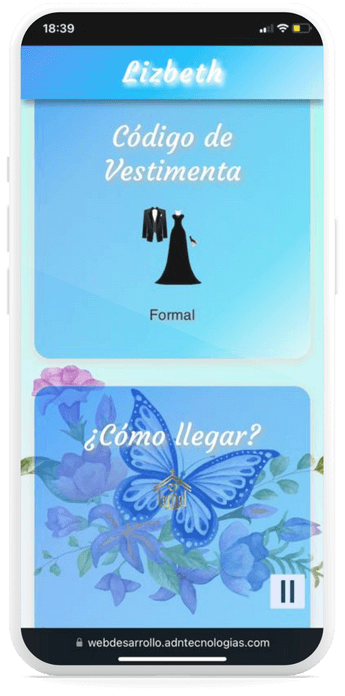 18:39
Lizbeth
Código de
Vestimenta
Formal
¿Cómo llegar?
webdesarrollo.adntecnologias.com